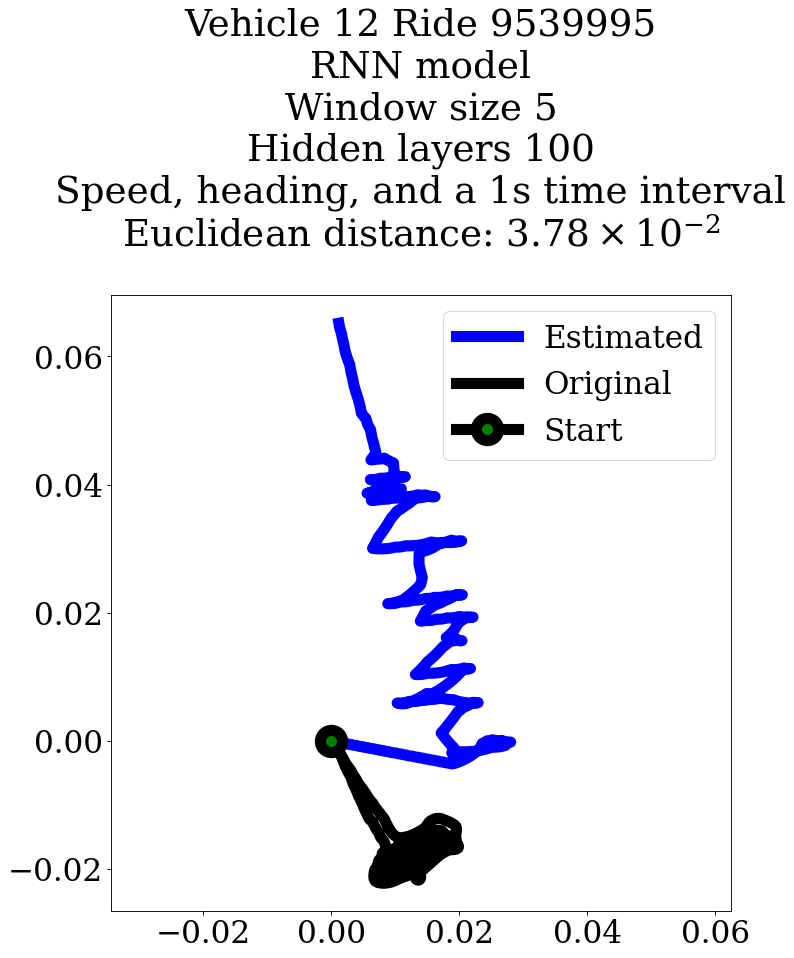 Vehicle 12 Ride 9539995
RNN model
Window size 5
Hidden layers 100
Speed, heading, and a 1s time interval
Euclidean distance: 3.78 × 10⁻²
Estimated
Original
Start
0.06
0.04
0.02
0.00
−0.02
−0.02 0.00 0.02 0.04 0.06